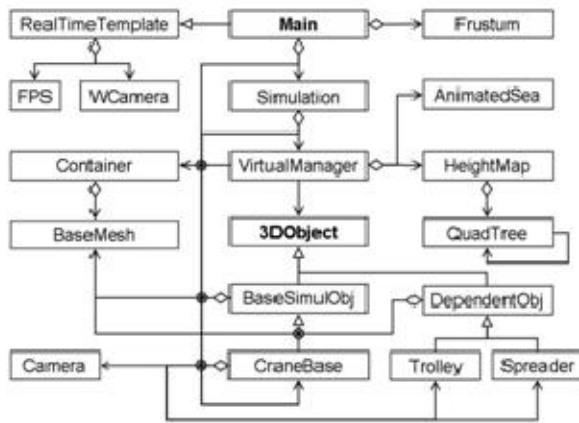 RealTimeTemplate
Main
Frustum
FPS
WCamera
Simulation
AnimatedSea
Container
VirtualManager
HeightMap
BaseMesh
3DObject
QuadTree
BaseSimulObj
DependentObj
Camera
CraneBase
Trolley
Spreader